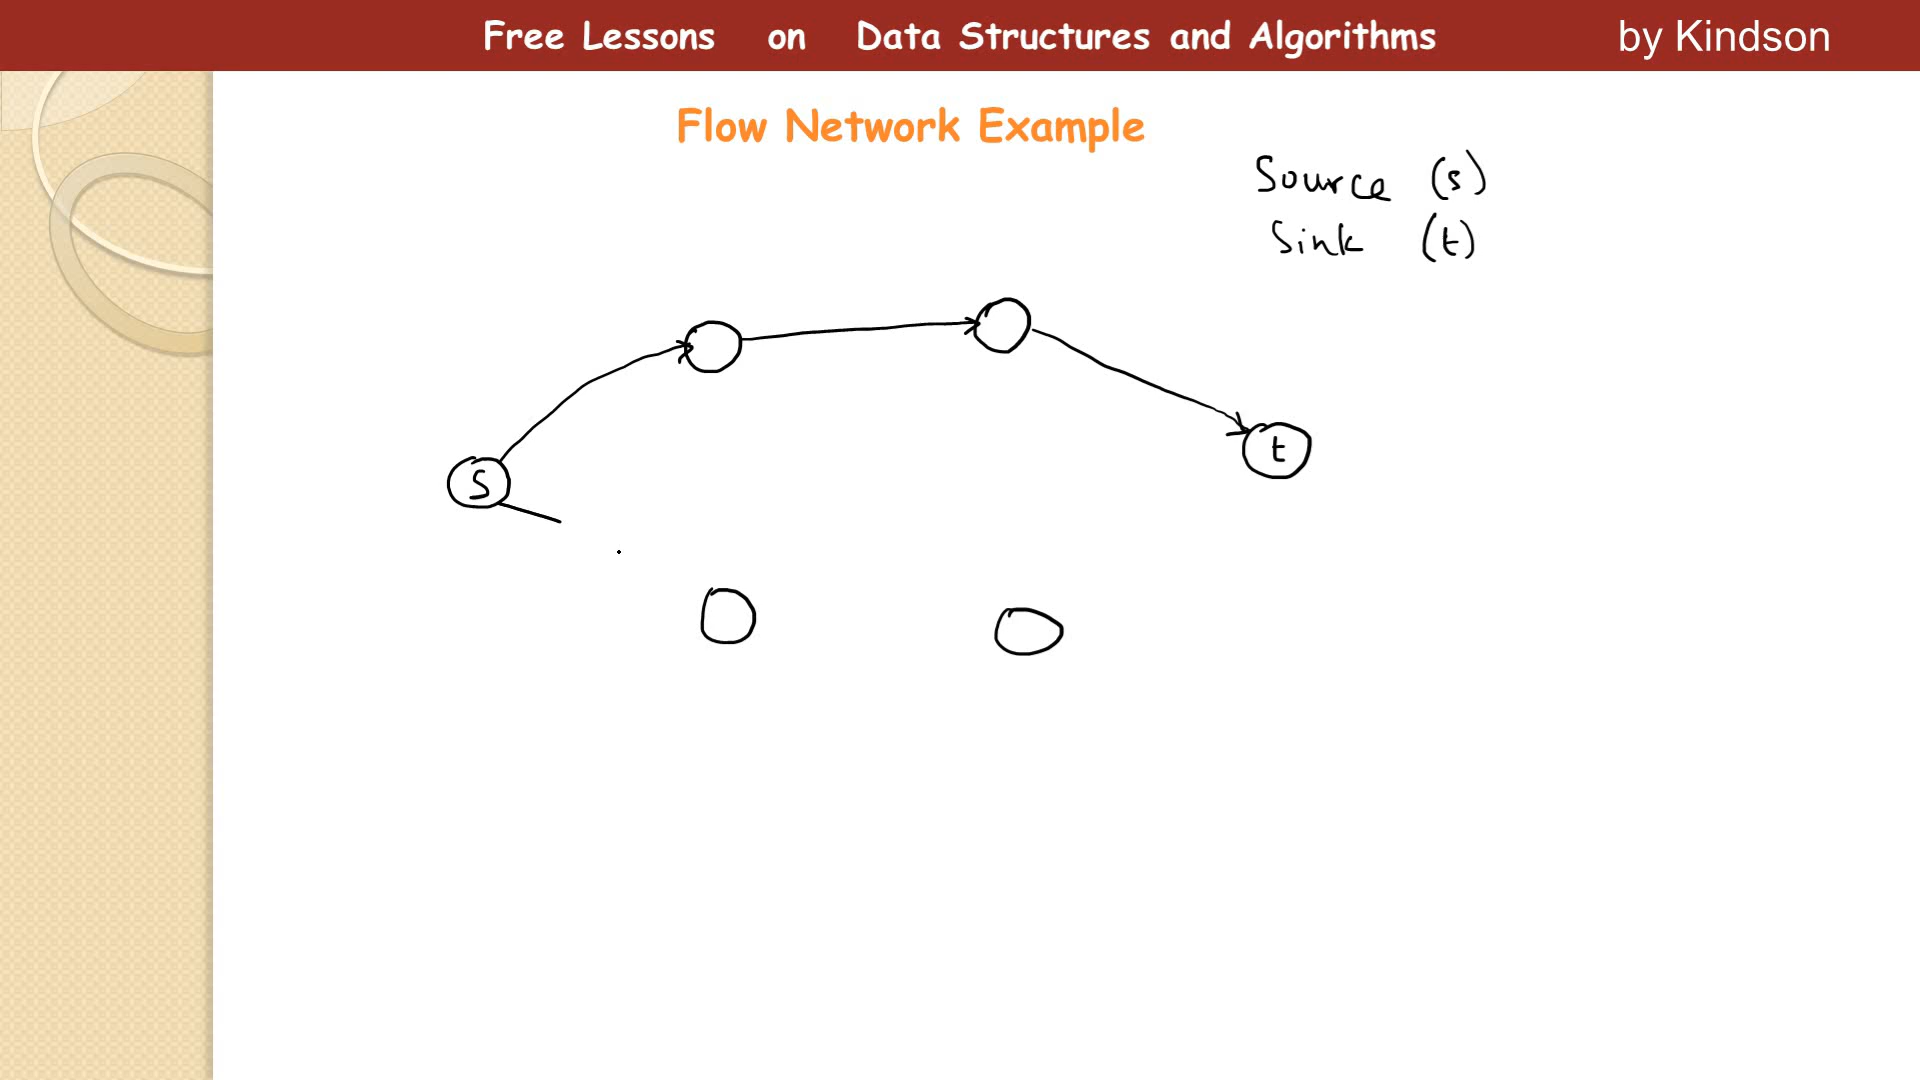 Free Lessons on Data Structures and Algorithms by Kindson
Flow Network Example
Source (s)
Sink (t)
t
S